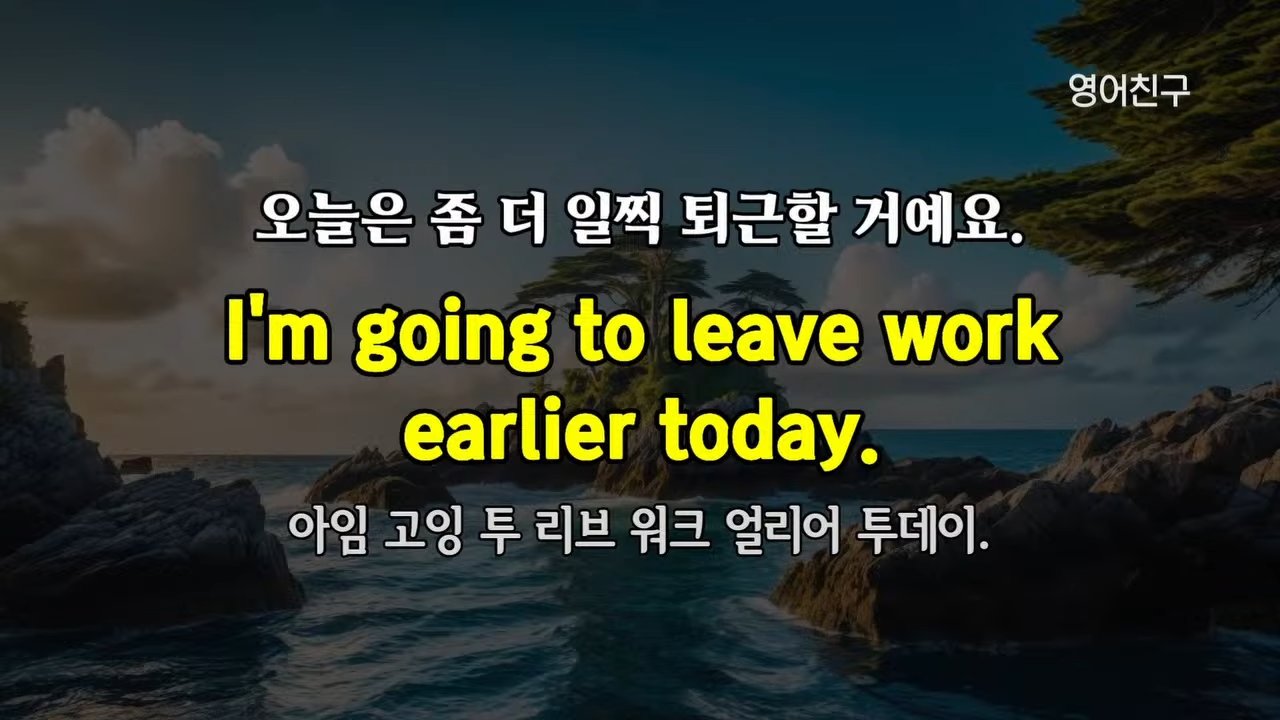 영어친구
오늘은 좀 더 일찍 퇴근할 거예요.
I'm going to leave work
earlier today.
아임 고잉 투 리브 워크 얼리어 투데이.